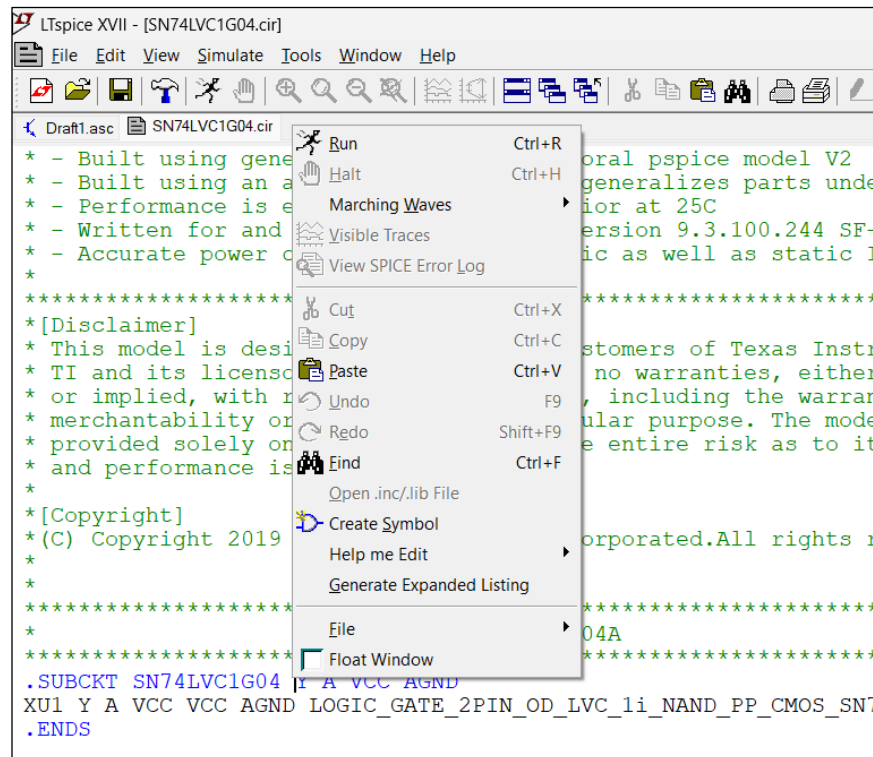 LTspice XVII - [SN74LVC1G04.cir]
File Edit View Simulate Tools Window Help
Draft1.asc SN74LVC1G04.cir
* - Built using gene
oral pspice model V2
* - Built using an a
generalizes parts unde
* - Performance is e
ior at 25C
* - Written for and
ersion 9.3.100.244 SF-
* - Accurate power c
ic as well as static I
*
*[Disclaimer]
* This model is desi
stomers of Texas Instr
* TI and its licenso
no warranties, either
* or implied, with r
, including the warran
* merchantability or
ular purpose. The mode
* provided solely on
e entire risk as to it
* and performance is
*
*[Copyright]
*(C) Copyright 2019
orporated.All rights r
*
*
*
04A
.SUBCKT SN74LVC1G04 Y A VCC AGND
XU1 Y A VCC VCC AGND LOGIC_GATE_2PIN_OD_LVC_1i_NAND_PP_CMOS_SN7
.ENDS
Run Ctrl+R
Halt Ctrl+H
Marching Waves
Visible Traces
View SPICE Error Log
Cut Ctrl+X
Copy Ctrl+C
Paste Ctrl+V
Undo F9
Redo Shift+F9
Find Ctrl+F
Open .inc/.lib File
Create Symbol
Help me Edit
Generate Expanded Listing
File
Float Window